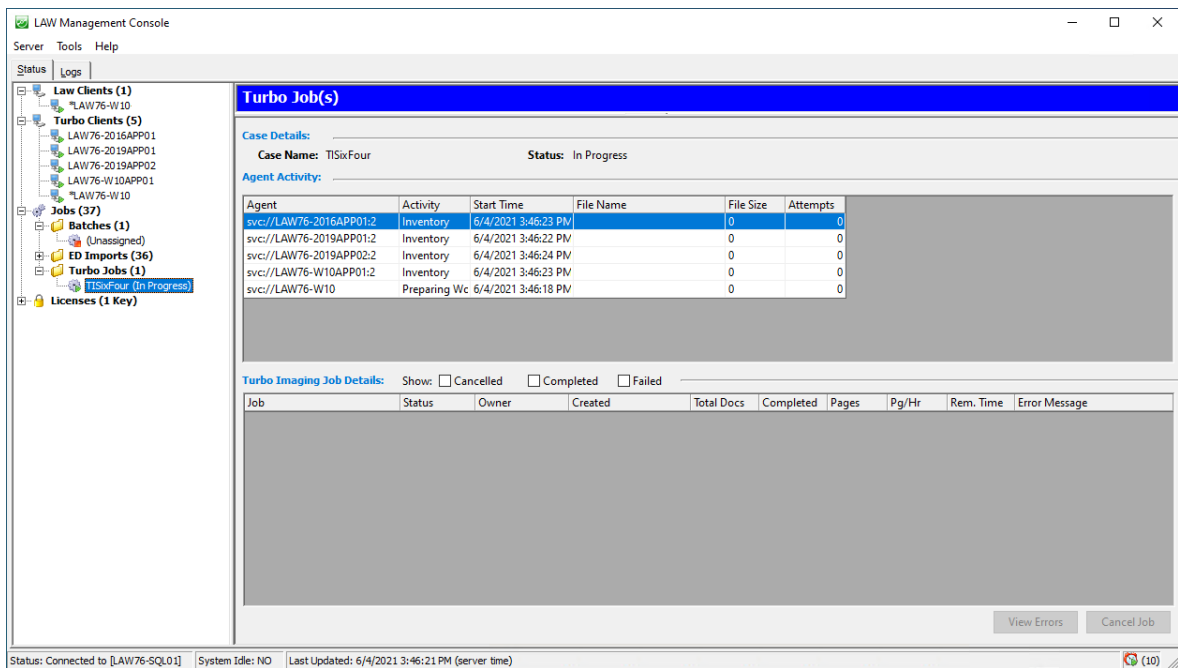 LAW Management Console
Server Tools Help
Status Logs
Law Clients (1)
*LAW76-W10
Turbo Clients (5)
LAW76-2016APP01
LAW76-2019APP01
LAW76-2019APP02
LAW76-W10APP01
*LAW76-W10
Jobs (37)
Batches (1)
(Unassigned)
ED Imports (36)
Turbo Jobs (1)
TISixFour (In Progress)
Licenses (1 Key)
Turbo Job(s)
Case Details:
Case Name: TISixFour Status: In Progress
Agent Activity:
Agent Activity Start Time File Name File Size Attempts
svc://LAW76-2016APP01:2 Inventory 6/4/2021 3:46:23 PM 0 0
svc://LAW76-2019APP01:2 Inventory 6/4/2021 3:46:22 PM 0 0
svc://LAW76-2019APP02:2 Inventory 6/4/2021 3:46:24 PM 0 0
svc://LAW76-W10APP01:2 Inventory 6/4/2021 3:46:23 PM 0 0
svc://LAW76-W10 Preparing Wc 6/4/2021 3:46:18 PM 0 0
Turbo Imaging Job Details: Show: Cancelled Completed Failed
Job Status Owner Created Total Docs Completed Pages Pg/Hr Rem. Time Error Message
View Errors Cancel Job
Status: Connected to [LAW76-SQL01] System Idle: NO Last Updated: 6/4/2021 3:46:21 PM (server time) (10)